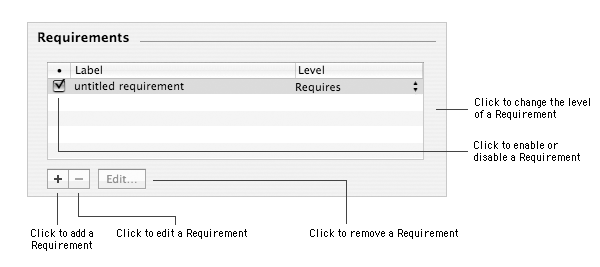 Requirements
• Label Level
untitled requirement Requires
Click to change the level
of a Requirement
Click to enable or
disable a Requirement
+ − Edit...
Click to add a
Requirement
Click to edit a Requirement
Click to remove a Requirement